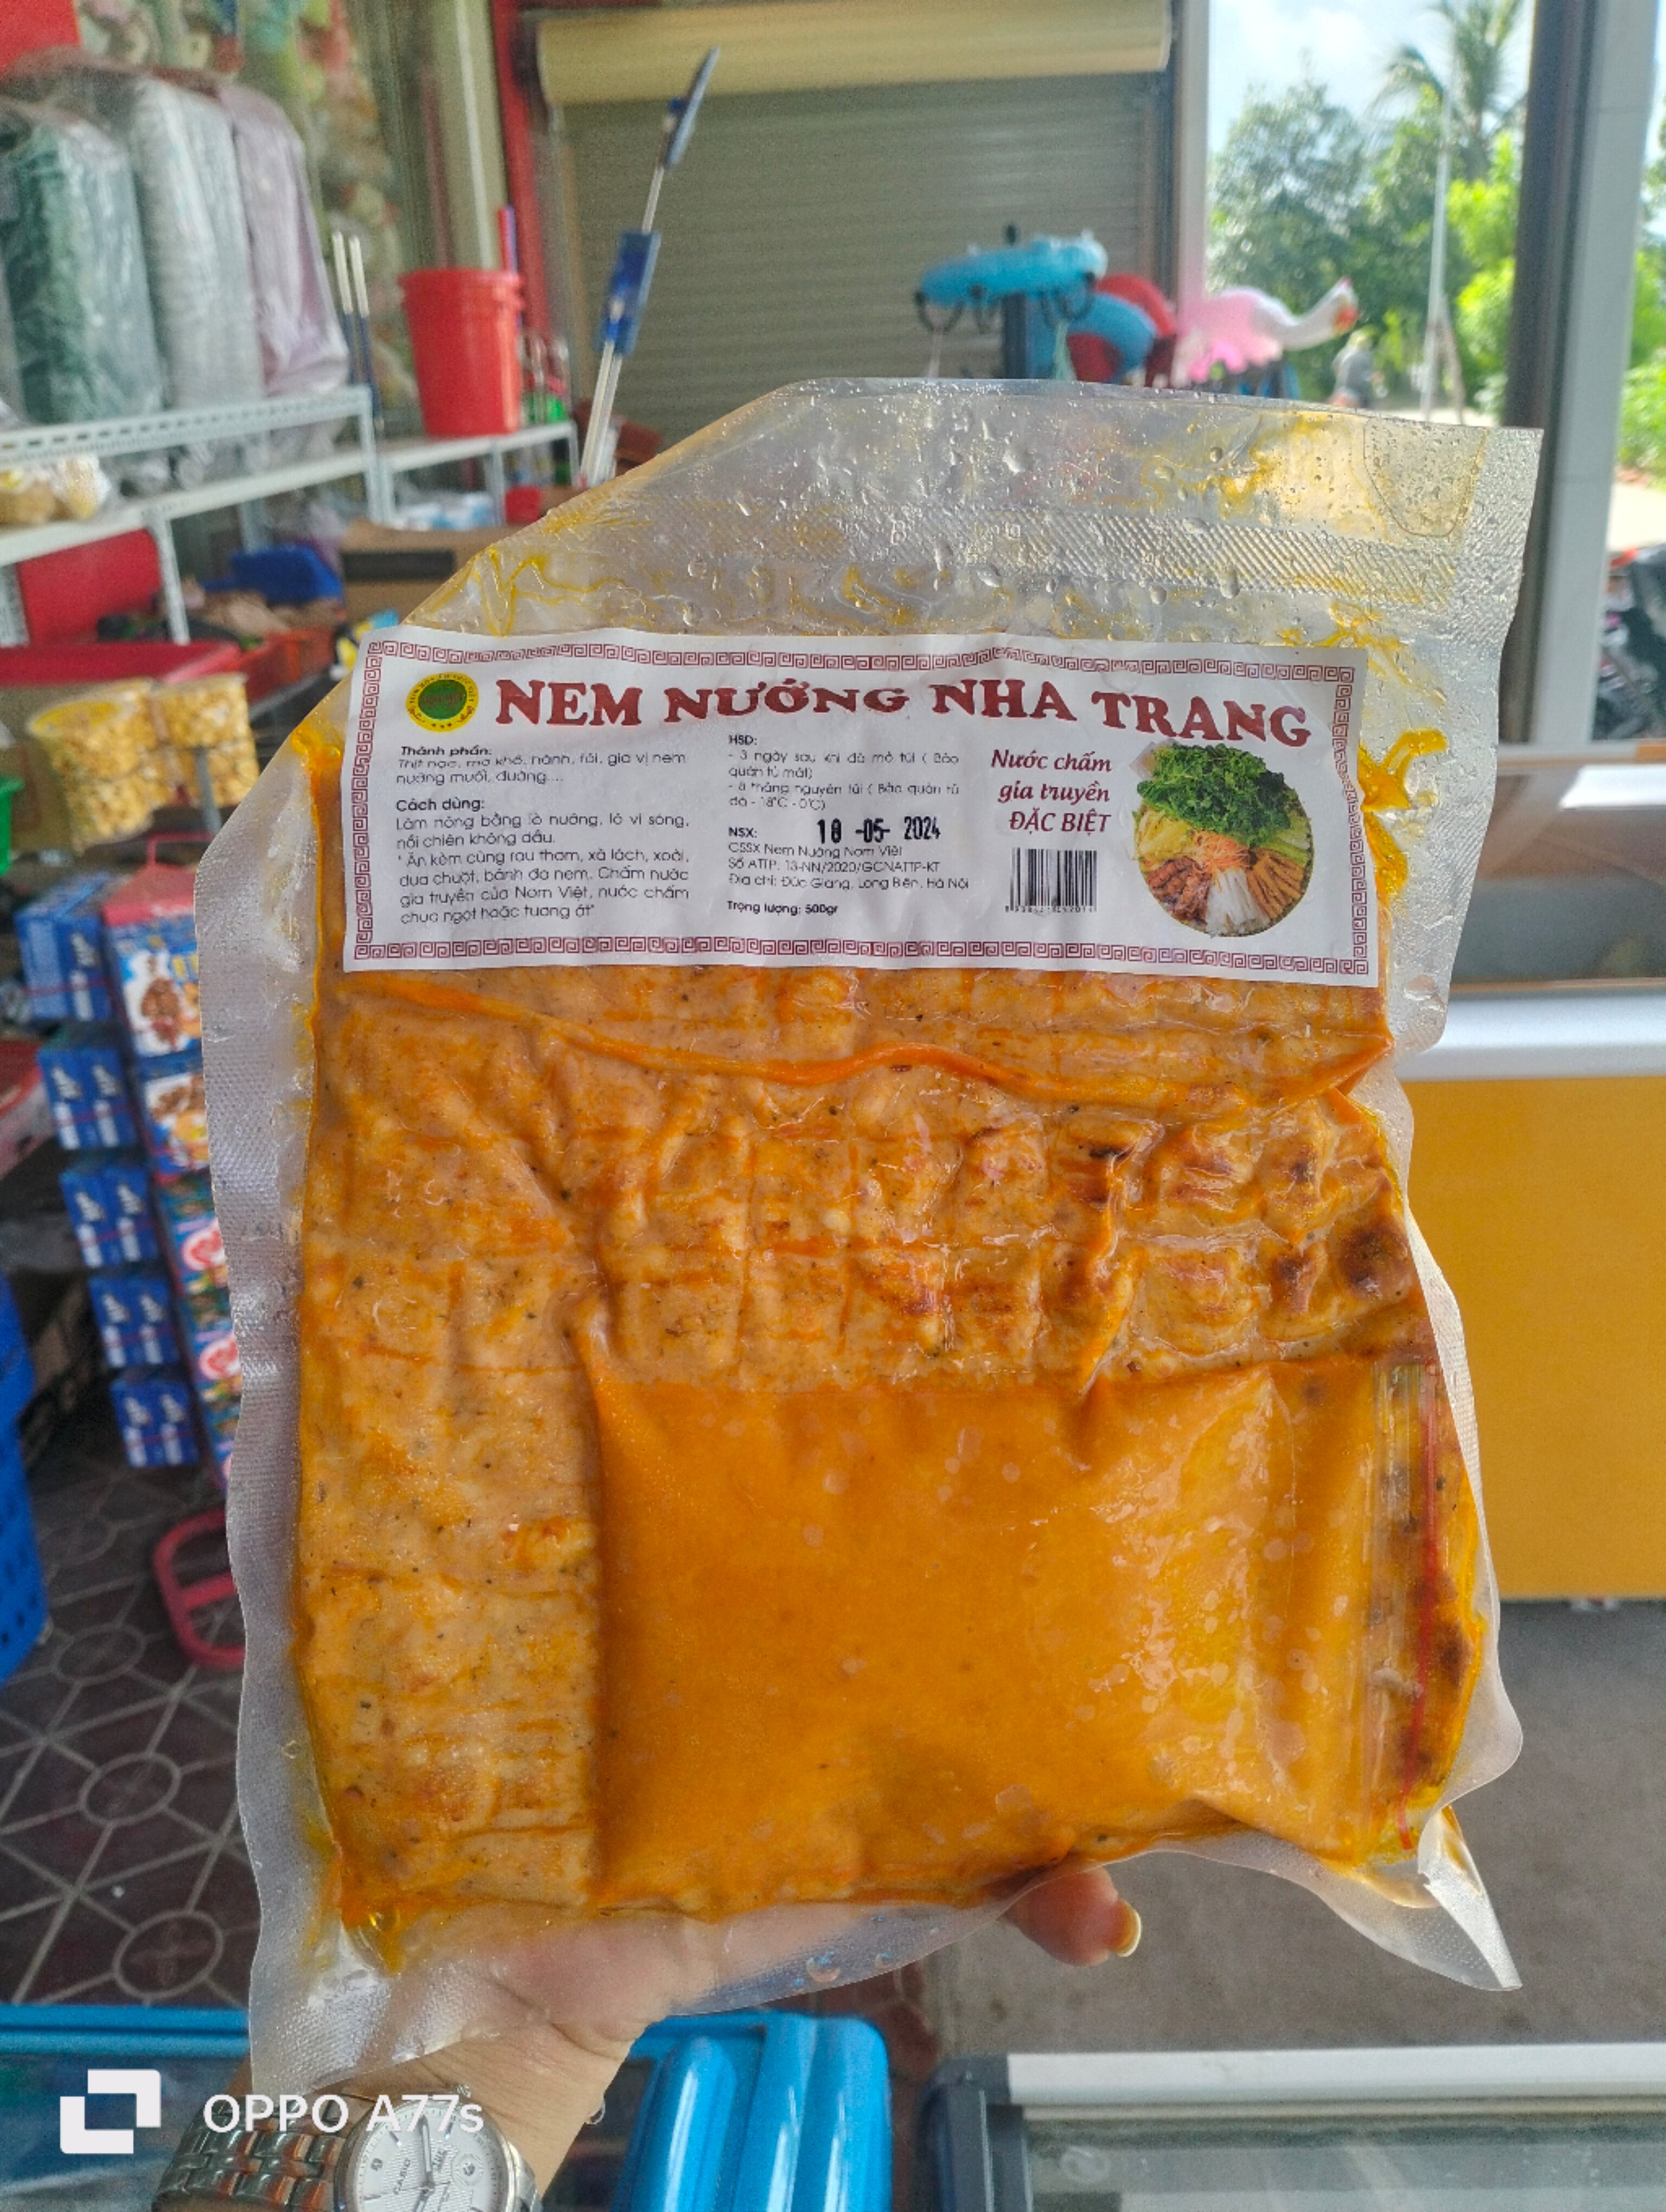 NEM NƯỚNG NHA TRANG
Thành phần:
Thịt nạc, mỡ khổ, hành, tỏi, gia vị nem
nướng muối, đường....
Cách dùng:
Làm nóng bằng lò nướng, lò vi sóng,
nồi chiên không dầu.
" Ăn kèm cùng rau thơm, xà lách, xoài,
dưa chuột, bánh đa nem. Chấm nước
gia truyền của Nem Việt, nước chấm
chua ngọt hoặc tương ớt"
HSD:
- 3 ngày sau khi đã mở túi ( Bảo
quản tủ mát)
- 8 tháng nguyên túi ( Bảo quản tủ
đá - 18°C - 0°C)
NSX: 18 -05- 2024
CSSX Nem Nướng Nam Việt
Số ATTP: 13-NN/2020/GCNATTP-KT
Địa chỉ: Đức Giang, Long Biên, Hà Nội
Trọng lượng: 500gr
Nước chấm
gia truyền
ĐẶC BIỆT
OPPO A77s
CASIO